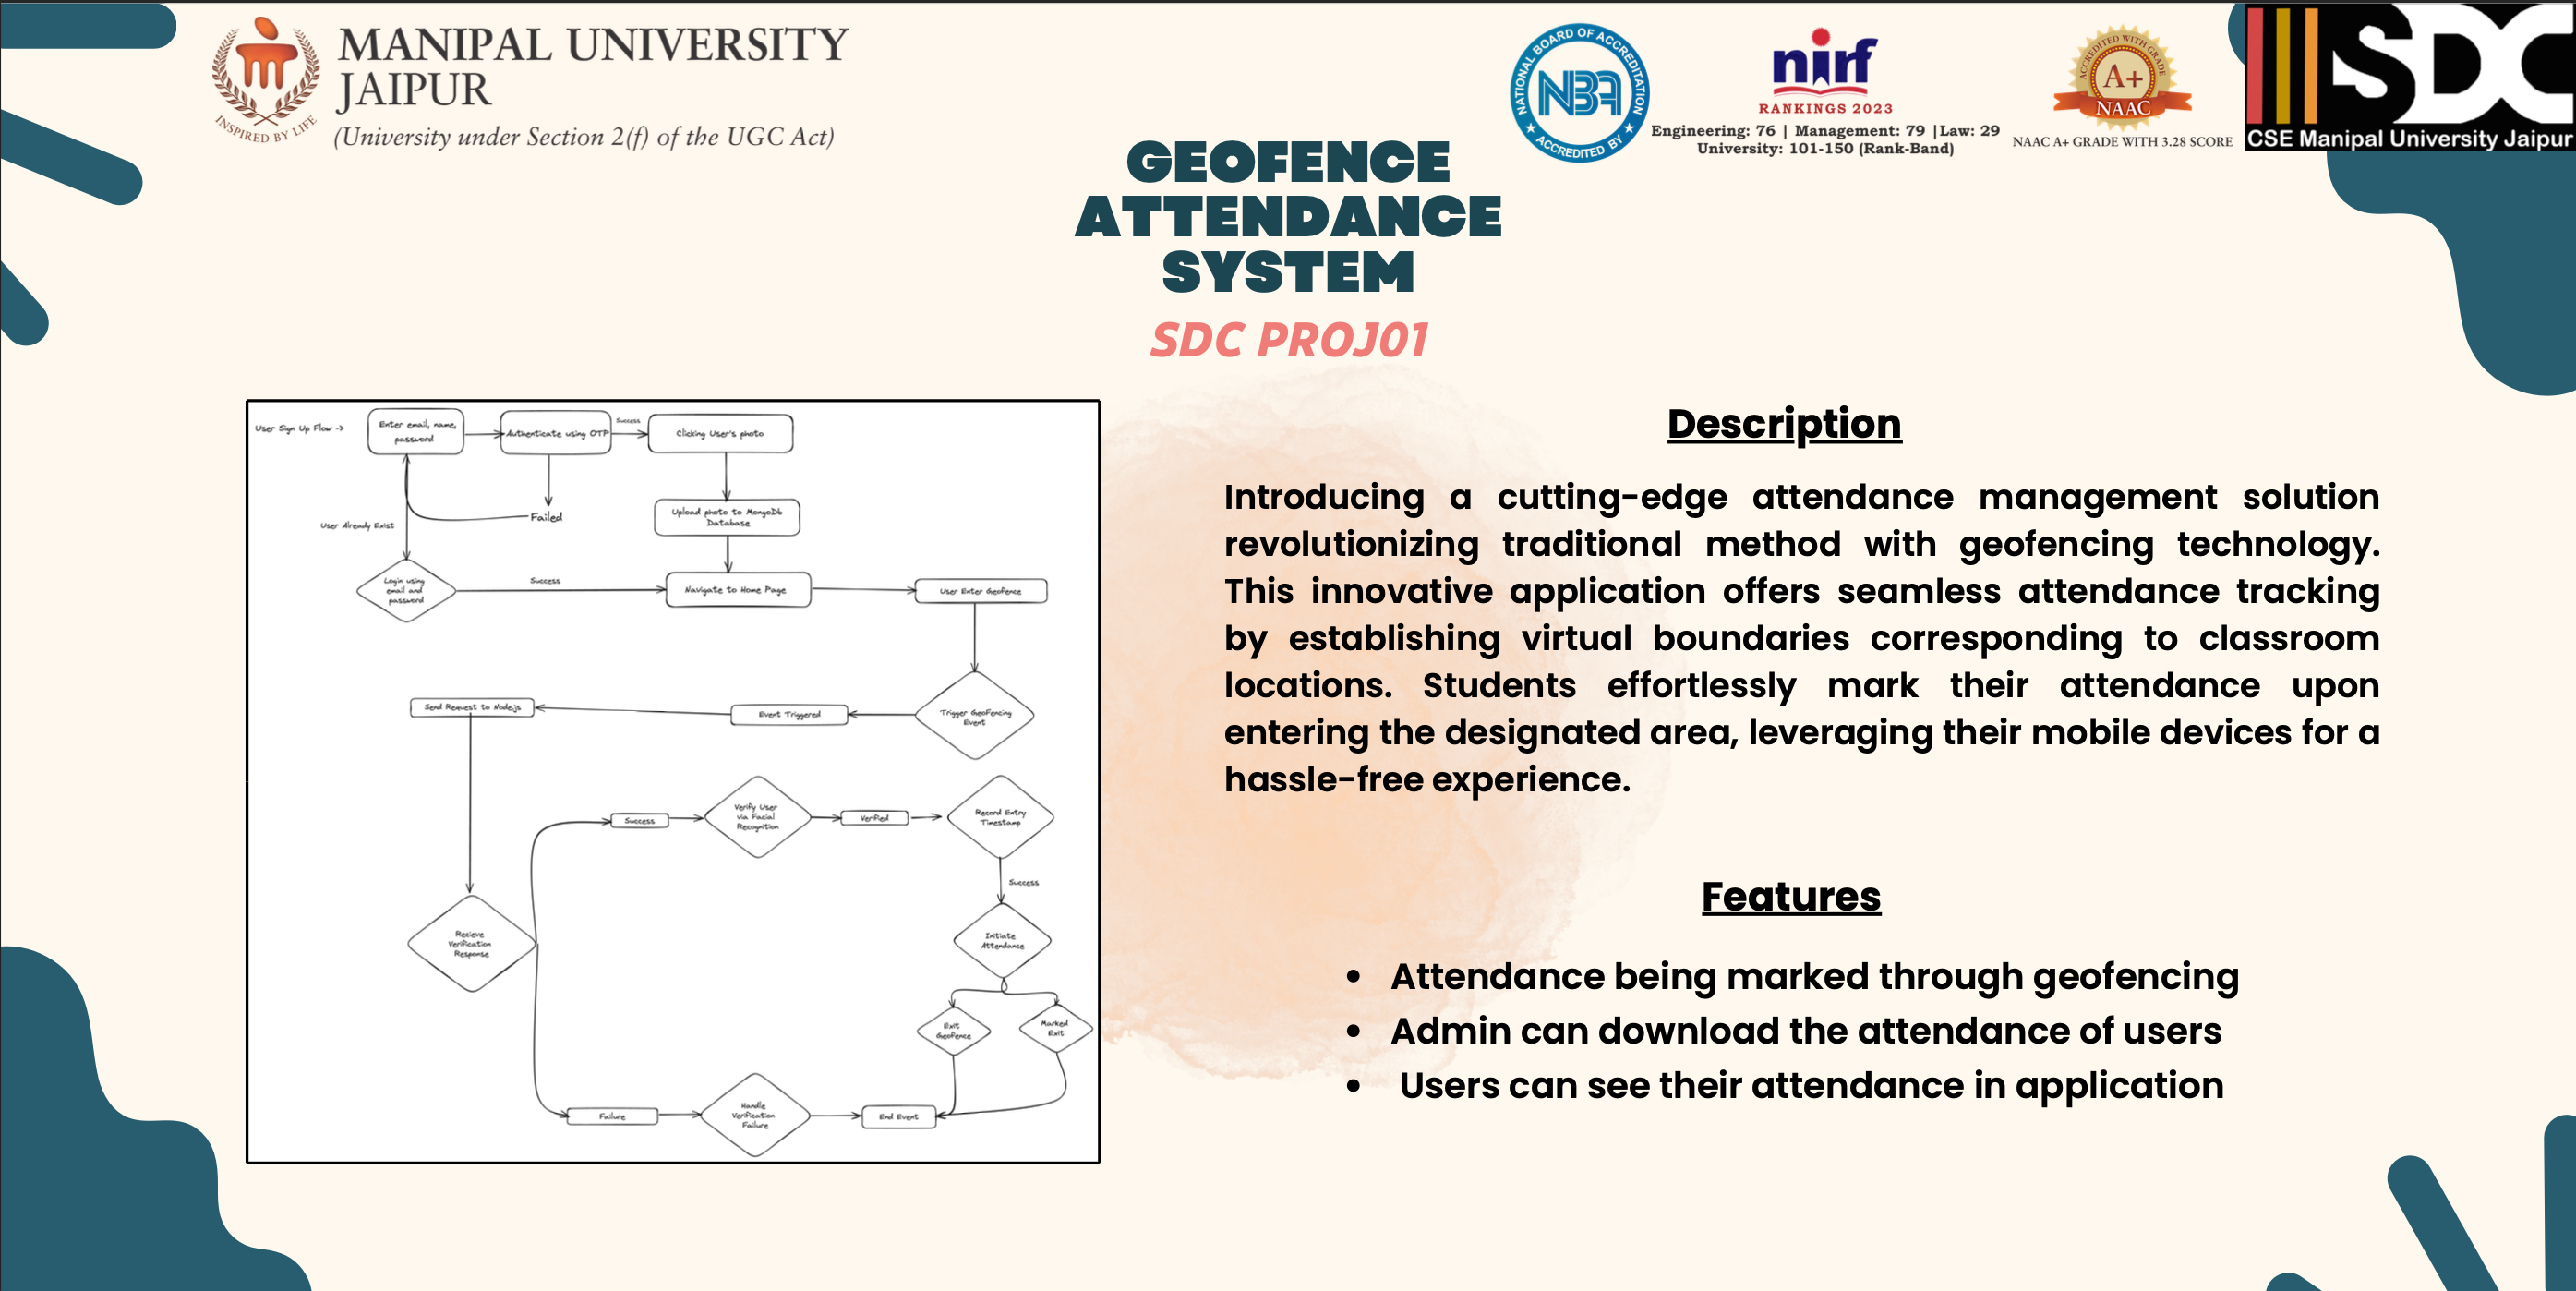 MANIPAL UNIVERSITY
JAIPUR
(University under Section 2(f) of the UGC Act)
INSPIRED BY LIFE
NATIONAL BOARD OF ACCREDITATION
NBA
ACCREDITED BY
nirf
RANKINGS 2023
Engineering: 76 | Management: 79 |Law: 29
University: 101-150 (Rank-Band)
ACCREDITED WITH GRADE
A+
NAAC
NAAC A+ GRADE WITH 3.28 SCORE
SDC
CSE Manipal University Jaipur
GEOFENCE
ATTENDANCE
SYSTEM
SDC PROJ01
User Sign Up Flow ->
Enter email, name,
password
Authenticate using OTP
Success
Clicking User's photo
Failed
User Already Exist
Upload photo to MongoDb
Database
Login using
email and
password
Success
Navigate to Home Page
User Enter Geofence
Trigger GeoFencing
Event
Event Triggered
Send Request to Node.js
Recieve
Verification
Response
Success
Verify User
via Facial
Recognition
Verified
Record Entry
Timestamp
Success
Initiate
Attendance
Exit
Geofence
Marked
Exit
Failure
Handle
Verification
Failure
End Event
Description
Introducing a cutting-edge attendance management solution
revolutionizing traditional method with geofencing technology.
This innovative application offers seamless attendance tracking
by establishing virtual boundaries corresponding to classroom
locations. Students effortlessly mark their attendance upon
entering the designated area, leveraging their mobile devices for a
hassle-free experience.
Features
• Attendance being marked through geofencing
• Admin can download the attendance of users
• Users can see their attendance in application